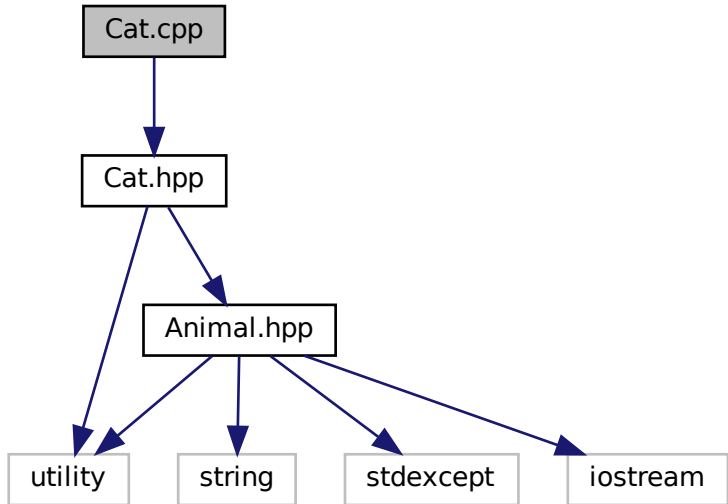 Cat.cpp
Cat.hpp
Animal.hpp
utility
string
stdexcept
iostream